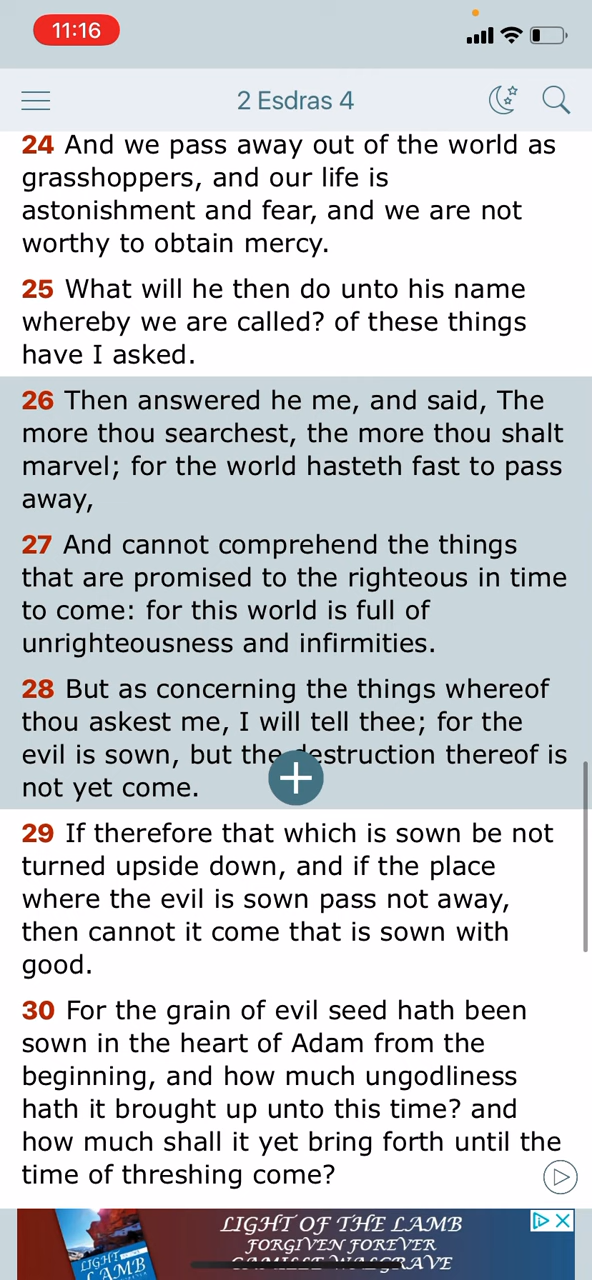 11:16
2 Esdras 4
24 And we pass away out of the world as
grasshoppers, and our life is
astonishment and fear, and we are not
worthy to obtain mercy.
25 What will he then do unto his name
whereby we are called? of these things
have I asked.
26 Then answered he me, and said, The
more thou searchest, the more thou shalt
marvel; for the world hasteth fast to pass
away,
27 And cannot comprehend the things
that are promised to the righteous in time
to come: for this world is full of
unrighteousness and infirmities.
28 But as concerning the things whereof
thou askest me, I will tell thee; for the
evil is sown, but the destruction thereof is
not yet come.
29 If therefore that which is sown be not
turned upside down, and if the place
where the evil is sown pass not away,
then cannot it come that is sown with
good.
30 For the grain of evil seed hath been
sown in the heart of Adam from the
beginning, and how much ungodliness
hath it brought up unto this time? and
how much shall it yet bring forth until the
time of threshing come?
LIGHT OF THE LAMB
FORGIVEN FOREVER
CAMILLE WALGRAVE
LIGHT
LAMB